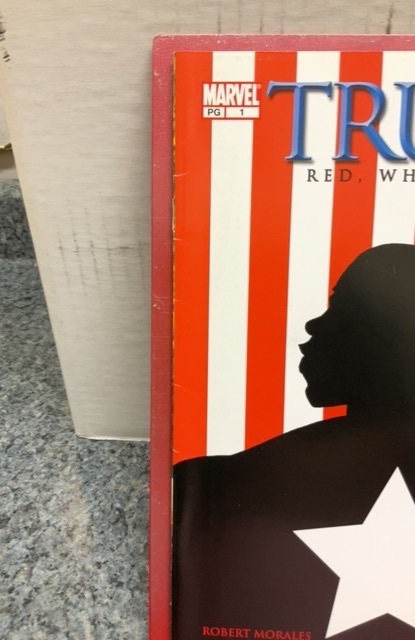 MARVEL
PG 1
TRU
RED, WH
ROBERT MORALES